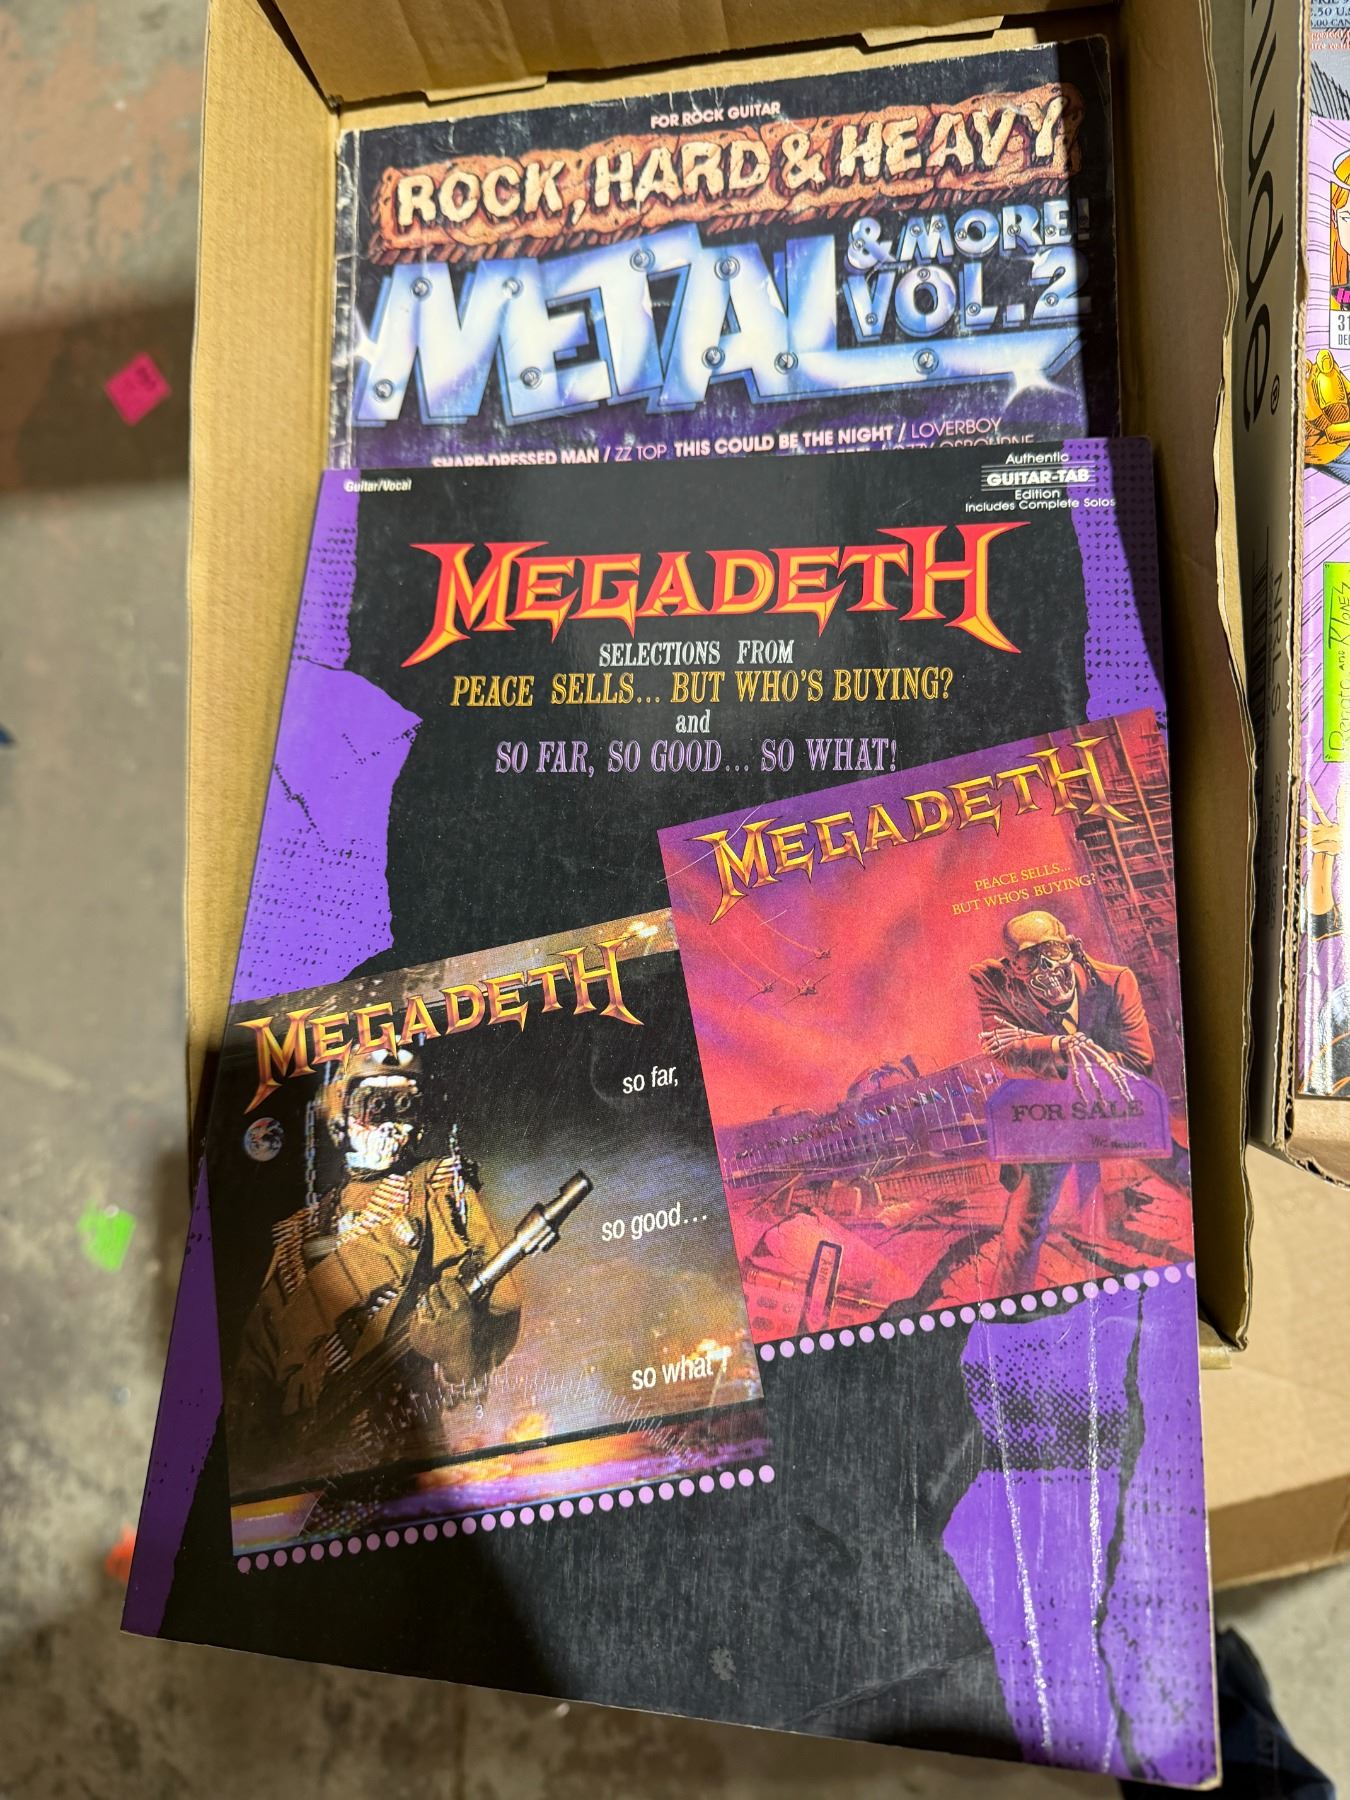 FOR ROCK GUITAR
ROCK, HARD & HEAVY
METAL & MORE!
VOL. 2
SHARP-DRESSED MAN / ZZ TOP THIS COULD BE THE NIGHT / LOVERBOY
OZZY OSBOURNE
Guitar/Vocal
Authentic
GUITAR-TAB
Edition
Includes Complete Solos
MEGADETH
SELECTIONS FROM
PEACE SELLS... BUT WHO'S BUYING?
and
SO FAR, SO GOOD... SO WHAT!
MEGADETH
PEACE SELLS...
BUT WHO'S BUYING?
FOR SALE
MEGADETH
so far,
so good...
so what!
®